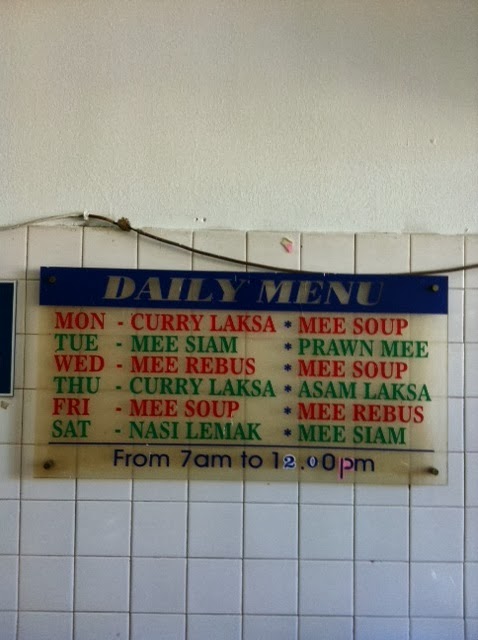 DAILY MENU
MON - CURRY LAKSA * MEE SOUP
TUE - MEE SIAM * PRAWN MEE
WED - MEE REBUS * MEE SOUP
THU - CURRY LAKSA * ASAM LAKSA
FRI - MEE SOUP * MEE REBUS
SAT - NASI LEMAK * MEE SIAM
From 7am to 12.00pm